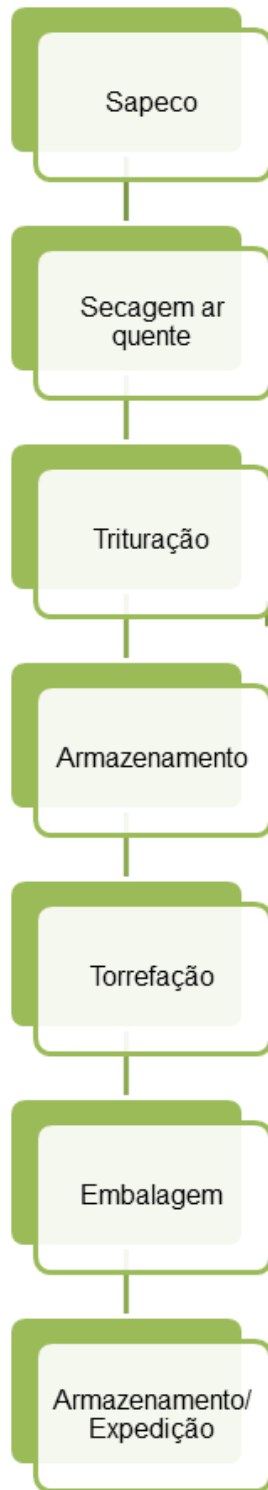 Sapeco
Secagem ar
quente
Trituração
Armazenamento
Torrefação
Embalagem
Armazenamento/
Expedição